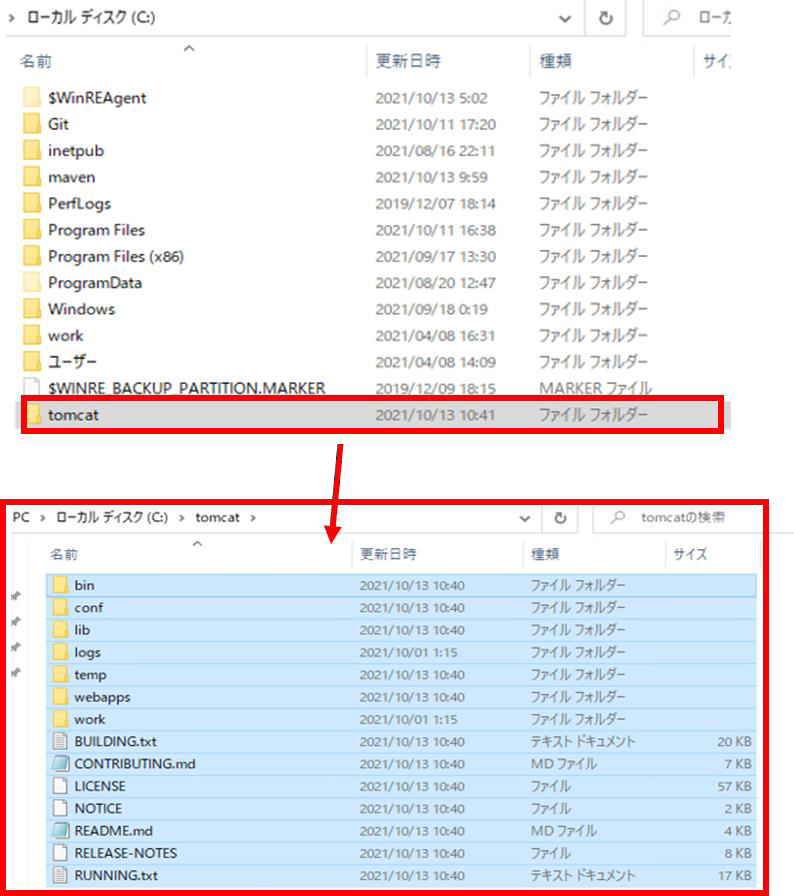 ローカル ディスク (C:)
名前 更新日時 種類
$WinREAgent 2021/10/13 5:02 ファイル フォルダー
Git 2021/10/11 17:20 ファイル フォルダー
inetpub 2021/08/16 22:11 ファイル フォルダー
maven 2021/10/13 9:59 ファイル フォルダー
PerfLogs 2019/12/07 18:14 ファイル フォルダー
Program Files 2021/10/11 16:38 ファイル フォルダー
Program Files (x86) 2021/09/17 13:30 ファイル フォルダー
ProgramData 2021/08/20 12:47 ファイル フォルダー
Windows 2021/09/18 0:19 ファイル フォルダー
work 2021/04/08 16:31 ファイル フォルダー
ユーザー 2021/04/08 14:09 ファイル フォルダー
$WINRE_BACKUP_PARTITION.MARKER 2019/12/09 18:15 MARKER ファイル
tomcat 2021/10/13 10:41 ファイル フォルダー
PC › ローカル ディスク (C:) › tomcat › tomcatの検索
名前 更新日時 種類 サイズ
bin 2021/10/13 10:40 ファイル フォルダー
conf 2021/10/13 10:40 ファイル フォルダー
lib 2021/10/13 10:40 ファイル フォルダー
logs 2021/10/01 1:15 ファイル フォルダー
temp 2021/10/13 10:40 ファイル フォルダー
webapps 2021/10/13 10:40 ファイル フォルダー
work 2021/10/01 1:15 ファイル フォルダー
BUILDING.txt 2021/10/13 10:40 テキスト ドキュメント 20 KB
CONTRIBUTING.md 2021/10/13 10:40 MD ファイル 7 KB
LICENSE 2021/10/13 10:40 ファイル 57 KB
NOTICE 2021/10/13 10:40 ファイル 2 KB
README.md 2021/10/13 10:40 MD ファイル 4 KB
RELEASE-NOTES 2021/10/13 10:40 ファイル 8 KB
RUNNING.txt 2021/10/13 10:40 テキスト ドキュメント 17 KB